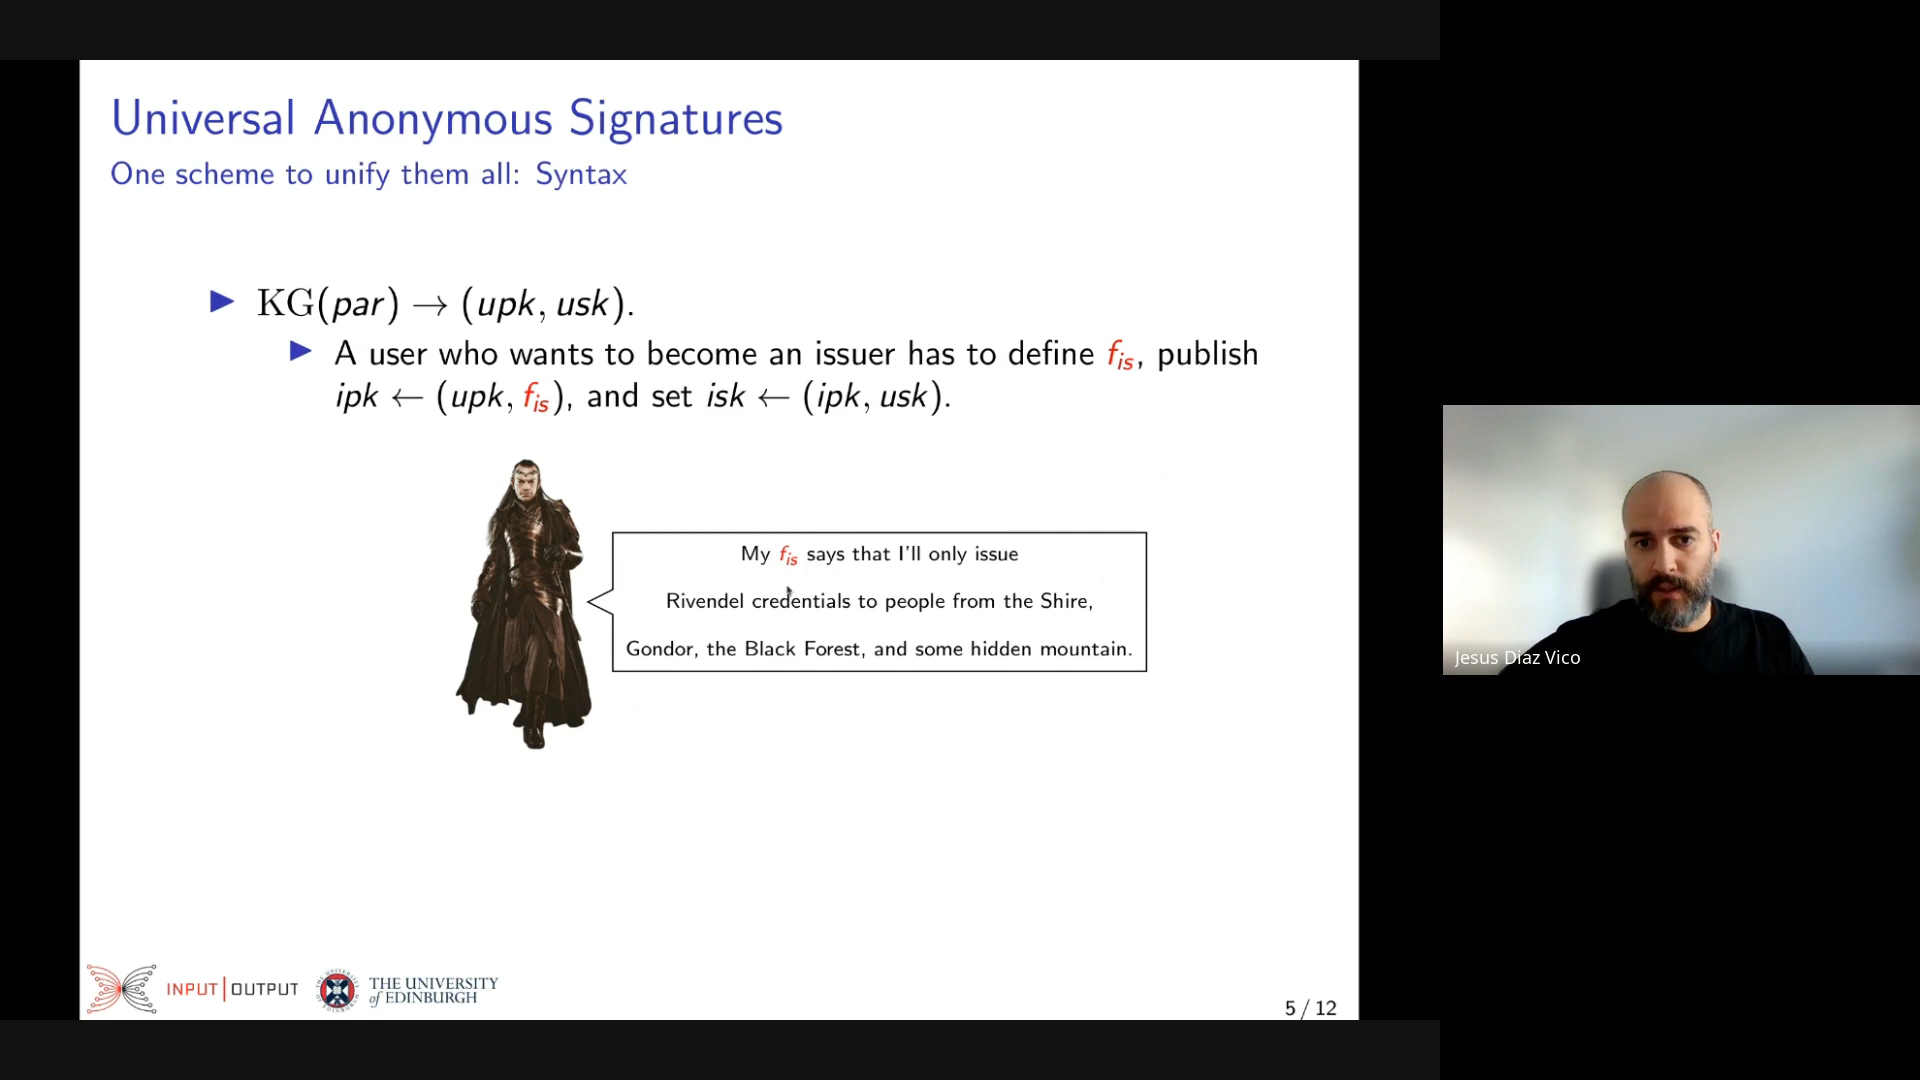 Universal Anonymous Signatures
One scheme to unify them all: Syntax
▶ KG(par) → (upk, usk).
▶ A user who wants to become an issuer has to define f_is, publish
ipk ← (upk, f_is), and set isk ← (ipk, usk).
My f_is says that I'll only issue
Rivendel credentials to people from the Shire,
Gondor, the Black Forest, and some hidden mountain.
Jesus Diaz Vico
INPUT|OUTPUT
THE UNIVERSITY
of EDINBURGH
5 / 12